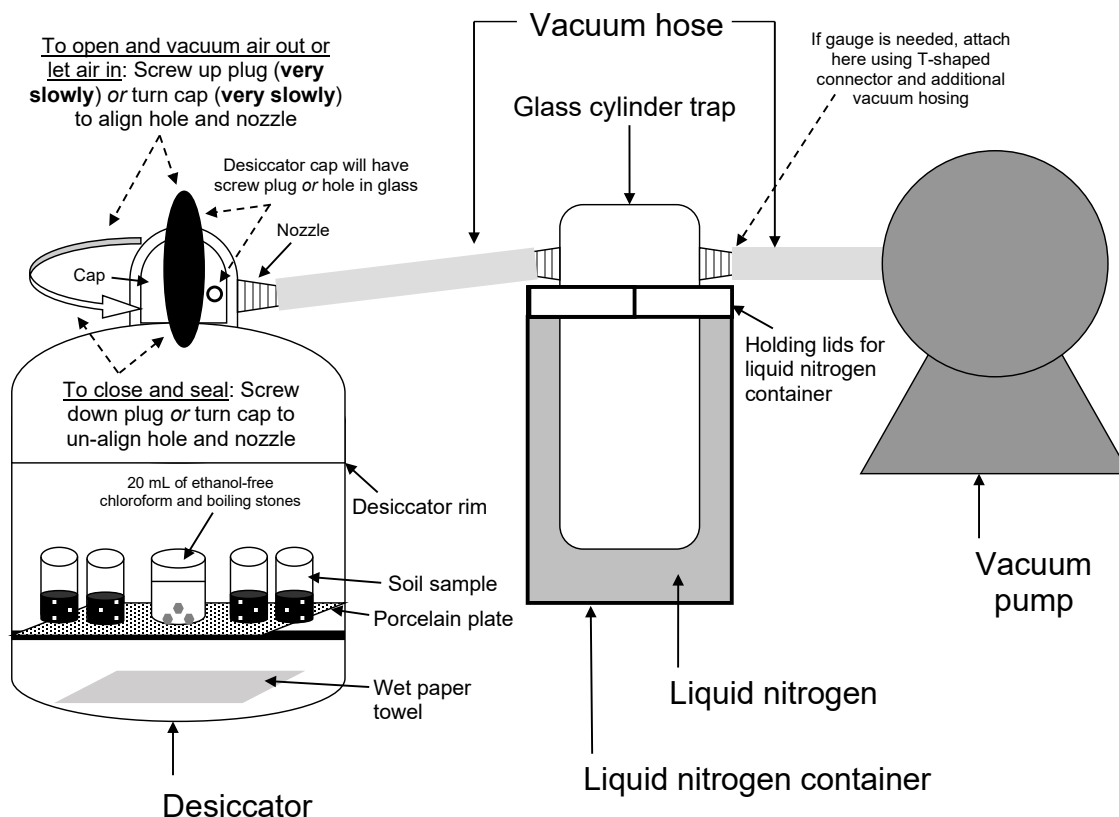 To open and vacuum air out or
let air in: Screw up plug (very
slowly) or turn cap (very slowly)
to align hole and nozzle
Vacuum hose
If gauge is needed, attach
here using T-shaped
connector and additional
vacuum hosing
Glass cylinder trap
Desiccator cap will have
screw plug or hole in glass
Nozzle
Cap
Holding lids for
liquid nitrogen
container
To close and seal: Screw
down plug or turn cap to
un-align hole and nozzle
20 mL of ethanol-free
chloroform and boiling stones
Desiccator rim
Soil sample
Porcelain plate
Vacuum
pump
Wet paper
towel
Liquid nitrogen
Liquid nitrogen container
Desiccator